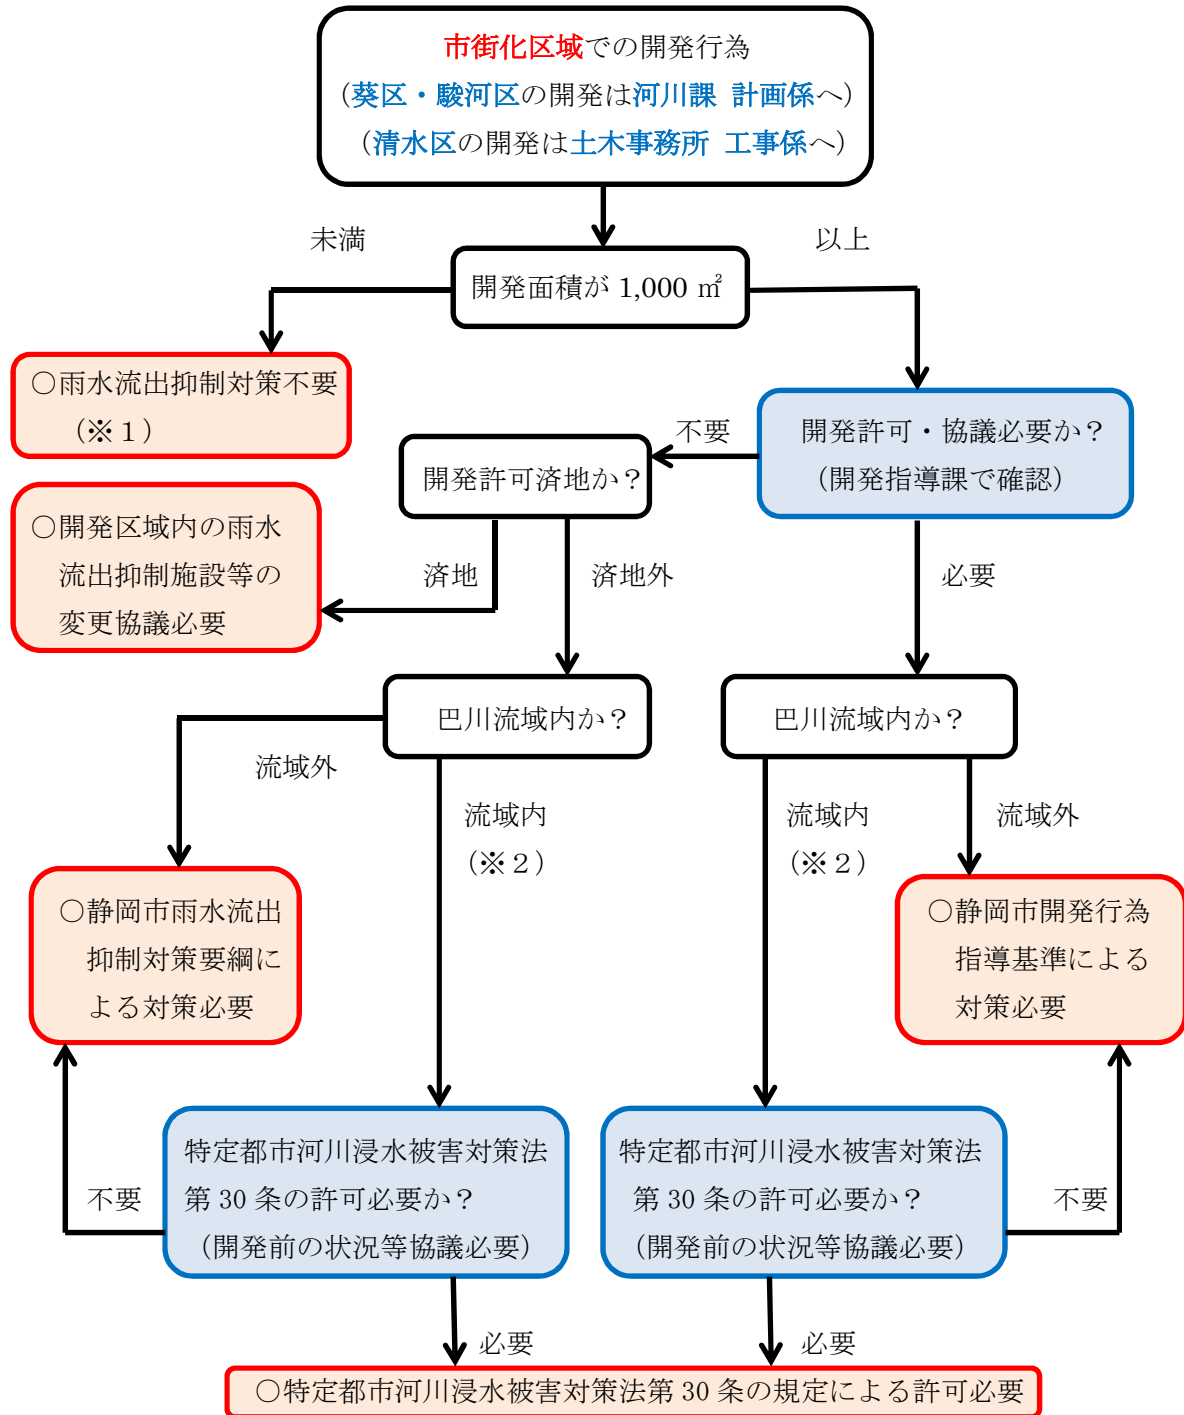 市街化区域での開発行為
（葵区・駿河区の開発は河川課 計画係へ）
（清水区の開発は土木事務所 工事係へ）
未満
以上
開発面積が 1,000 ㎡
○雨水流出抑制対策不要
（※１）
不要
開発許可・協議必要か？
（開発指導課で確認）
開発許可済地か？
○開発区域内の雨水
流出抑制施設等の
変更協議必要
済地
済地外
必要
巴川流域内か？
巴川流域内か？
流域外
流域内
（※２）
流域内
（※２）
流域外
○静岡市雨水流出
抑制対策要綱に
よる対策必要
○静岡市開発行為
指導基準による
対策必要
特定都市河川浸水被害対策法
第 30 条の許可必要か？
（開発前の状況等協議必要）
不要
特定都市河川浸水被害対策法
第 30 条の許可必要か？
（開発前の状況等協議必要）
不要
必要
必要
○特定都市河川浸水被害対策法第 30 条の規定による許可必要